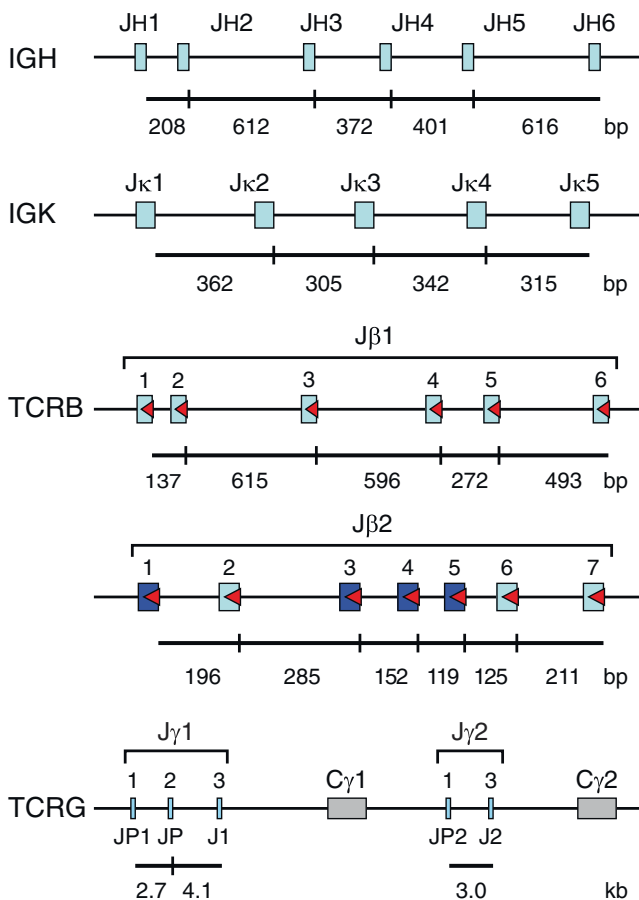 JH1 JH2 JH3 JH4 JH5 JH6
IGH
208 612 372 401 616 bp
Jκ1 Jκ2 Jκ3 Jκ4 Jκ5
IGK
362 305 342 315 bp
Jβ1
1 2 3 4 5 6
TCRB
137 615 596 272 493 bp
Jβ2
1 2 3 4 5 6 7
196 285 152 119 125 211 bp
Jγ1 Jγ2
1 2 3 Cγ1 1 3 Cγ2
TCRG
JP1 JP J1 JP2 J2
2.7 4.1 3.0 kb